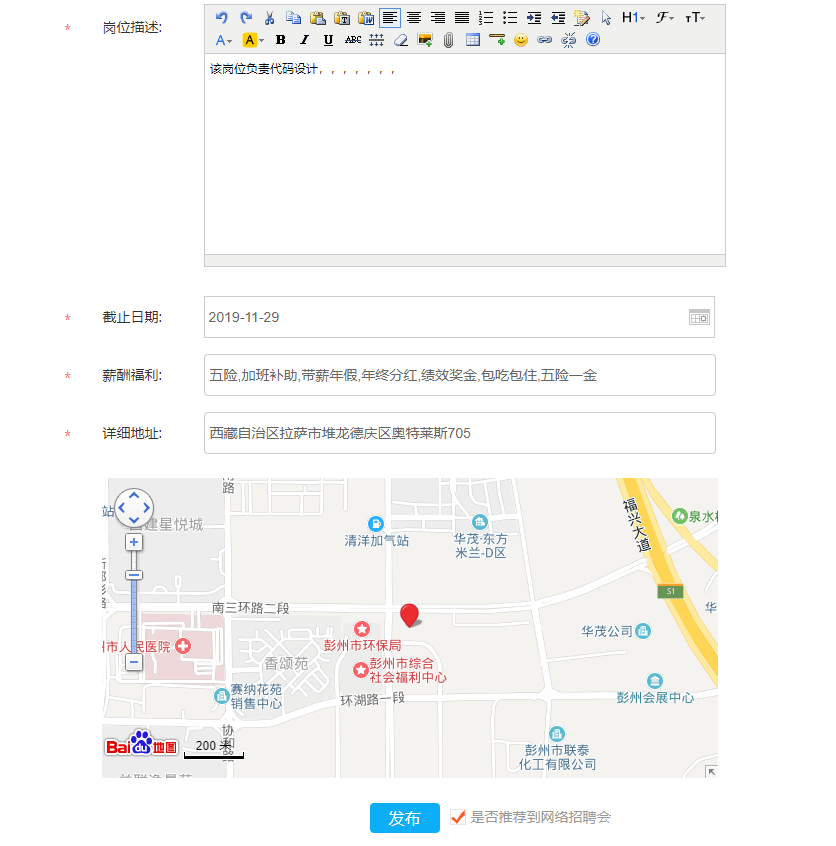 * 岗位描述:
H1 F TT
A A B I U ABC
该岗位负责代码设计，，，，，，，
* 截止日期: 2019-11-29
* 薪酬福利: 五险,加班补助,带薪年假,年终分红,绩效奖金,包吃包住,五险一金
* 详细地址: 西藏自治区拉萨市堆龙德庆区奥特莱斯705
路
福兴大道
泉水
建星悦城
清洋加气站
华茂·东方
米兰-D区
S1
南三环路二段
华
华茂公司
彭州市环保局
市人民医院
香颂苑
彭州市综合
社会福利中心
赛纳花苑
销售中心
环湖路一段
彭州会展中心
协和路
彭州市联泰
化工有限公司
Bai du 地图
200 米
发布 是否推荐到网络招聘会